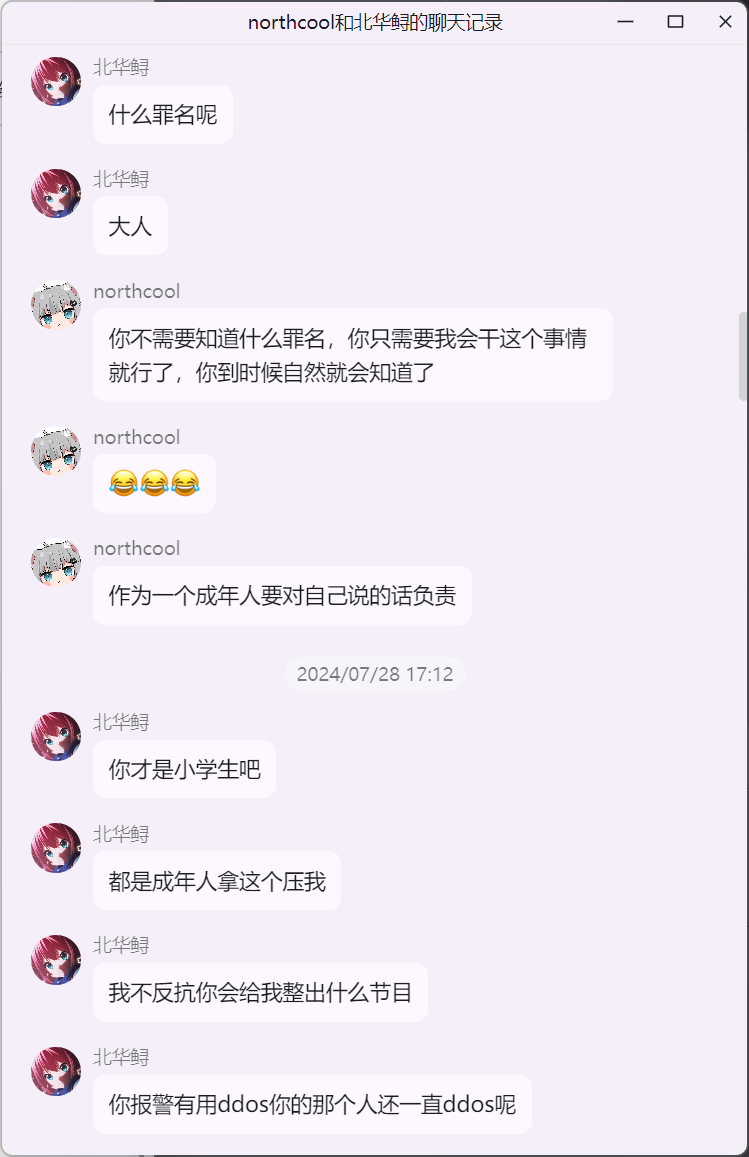 northcool和北华鲟的聊天记录
北华鲟
什么罪名呢
北华鲟
大人
northcool
你不需要知道什么罪名，你只需要我会干这个事情
就行了，你到时候自然就会知道了
northcool
😂😂😂
northcool
作为一个成年人要对自己说的话负责
2024/07/28 17:12
北华鲟
你才是小学生吧
北华鲟
都是成年人拿这个压我
北华鲟
我不反抗你会给我整出什么节目
北华鲟
你报警有用ddos你的那个人还一直ddos呢